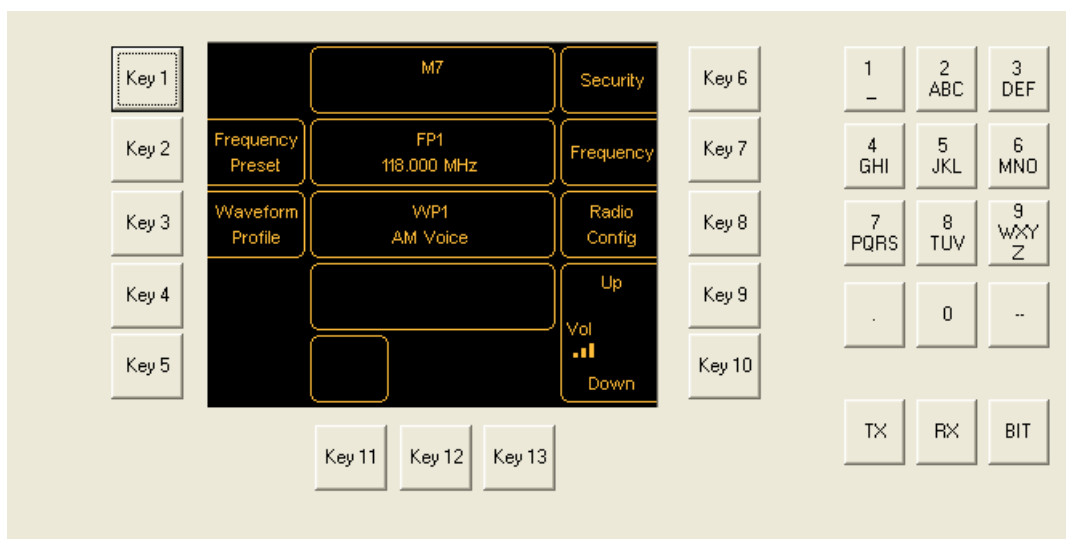 Key 1
Key 2
Key 3
Key 4
Key 5
M7
Security
Frequency
Preset
FP1
118.000 MHz
Frequency
Waveform
Profile
WP1
AM Voice
Radio
Config
Up
Vol
Down
Key 6
Key 7
Key 8
Key 9
Key 10
Key 11
Key 12
Key 13
1
_
2
ABC
3
DEF
4
GHI
5
JKL
6
MNO
7
PQRS
8
TUV
9
WXY
Z
.
0
--
TX
RX
BIT